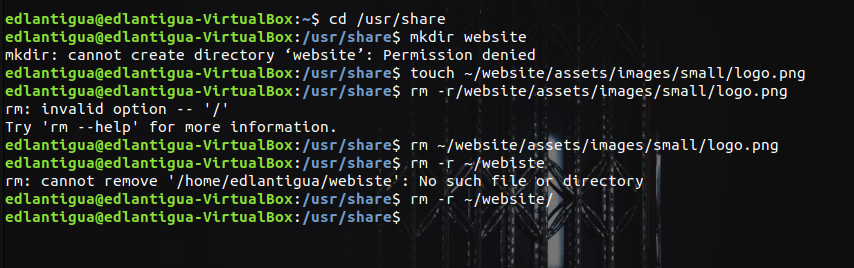 edlantigua@edlantigua-VirtualBox:~$ cd /usr/share
edlantigua@edlantigua-VirtualBox:/usr/share$ mkdir website
mkdir: cannot create directory ‘website’: Permission denied
edlantigua@edlantigua-VirtualBox:/usr/share$ touch ~/website/assets/images/small/logo.png
edlantigua@edlantigua-VirtualBox:/usr/share$ rm -r/website/assets/images/small/logo.png
rm: invalid option -- '/'
Try 'rm --help' for more information.
edlantigua@edlantigua-VirtualBox:/usr/share$ rm ~/website/assets/images/small/logo.png
edlantigua@edlantigua-VirtualBox:/usr/share$ rm -r ~/webiste
rm: cannot remove '/home/edlantigua/webiste': No such file or directory
edlantigua@edlantigua-VirtualBox:/usr/share$ rm -r ~/website/
edlantigua@edlantigua-VirtualBox:/usr/share$